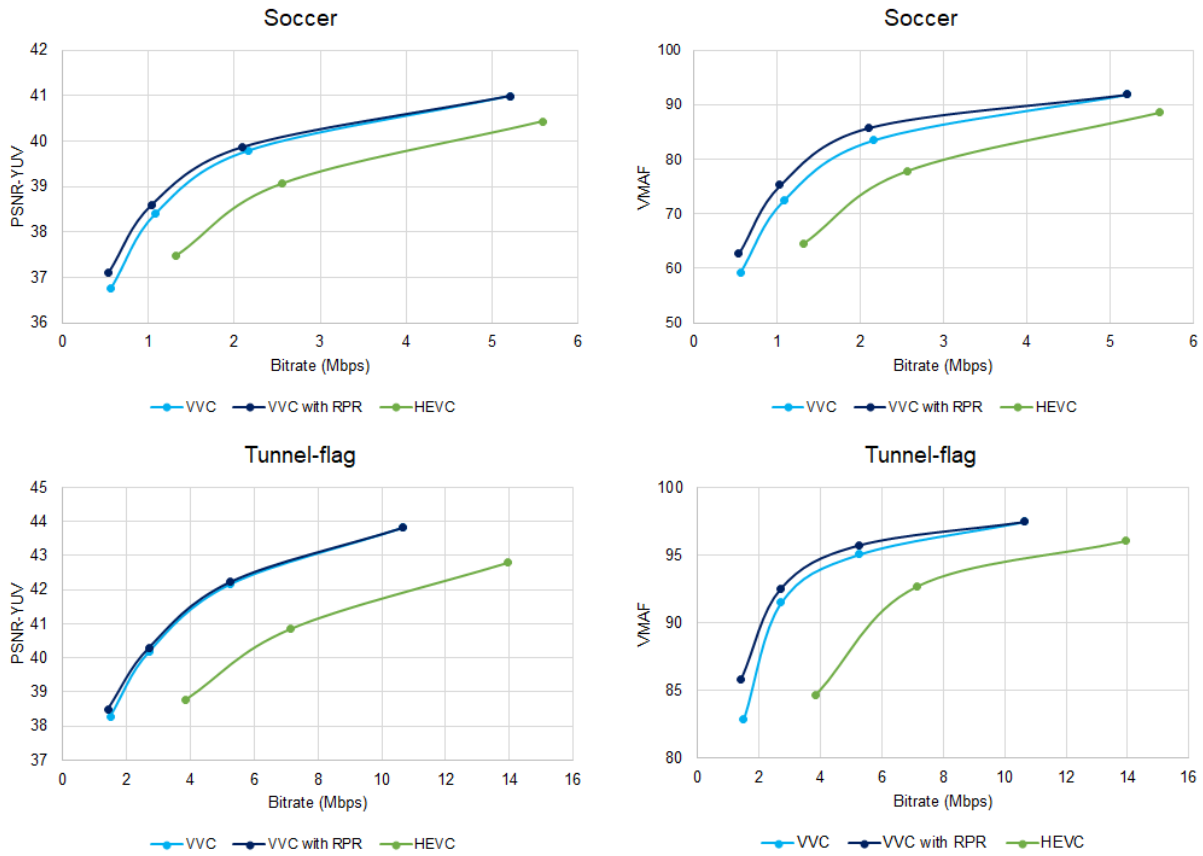 Soccer
PSNR-YUV
42
41
40
39
38
37
36
0 1 2 3 4 5 6
Bitrate (Mbps)
VVC VVC with RPR HEVC
Soccer
VMAF
100
90
80
70
60
50
0 1 2 3 4 5 6
Bitrate (Mbps)
VVC VVC with RPR HEVC
Tunnel-flag
PSNR-YUV
45
44
43
42
41
40
39
38
37
0 2 4 6 8 10 12 14 16
Bitrate (Mbps)
VVC VVC with RPR HEVC
Tunnel-flag
VMAF
100
95
90
85
80
0 2 4 6 8 10 12 14 16
Bitrate (Mbps)
VVC VVC with RPR HEVC